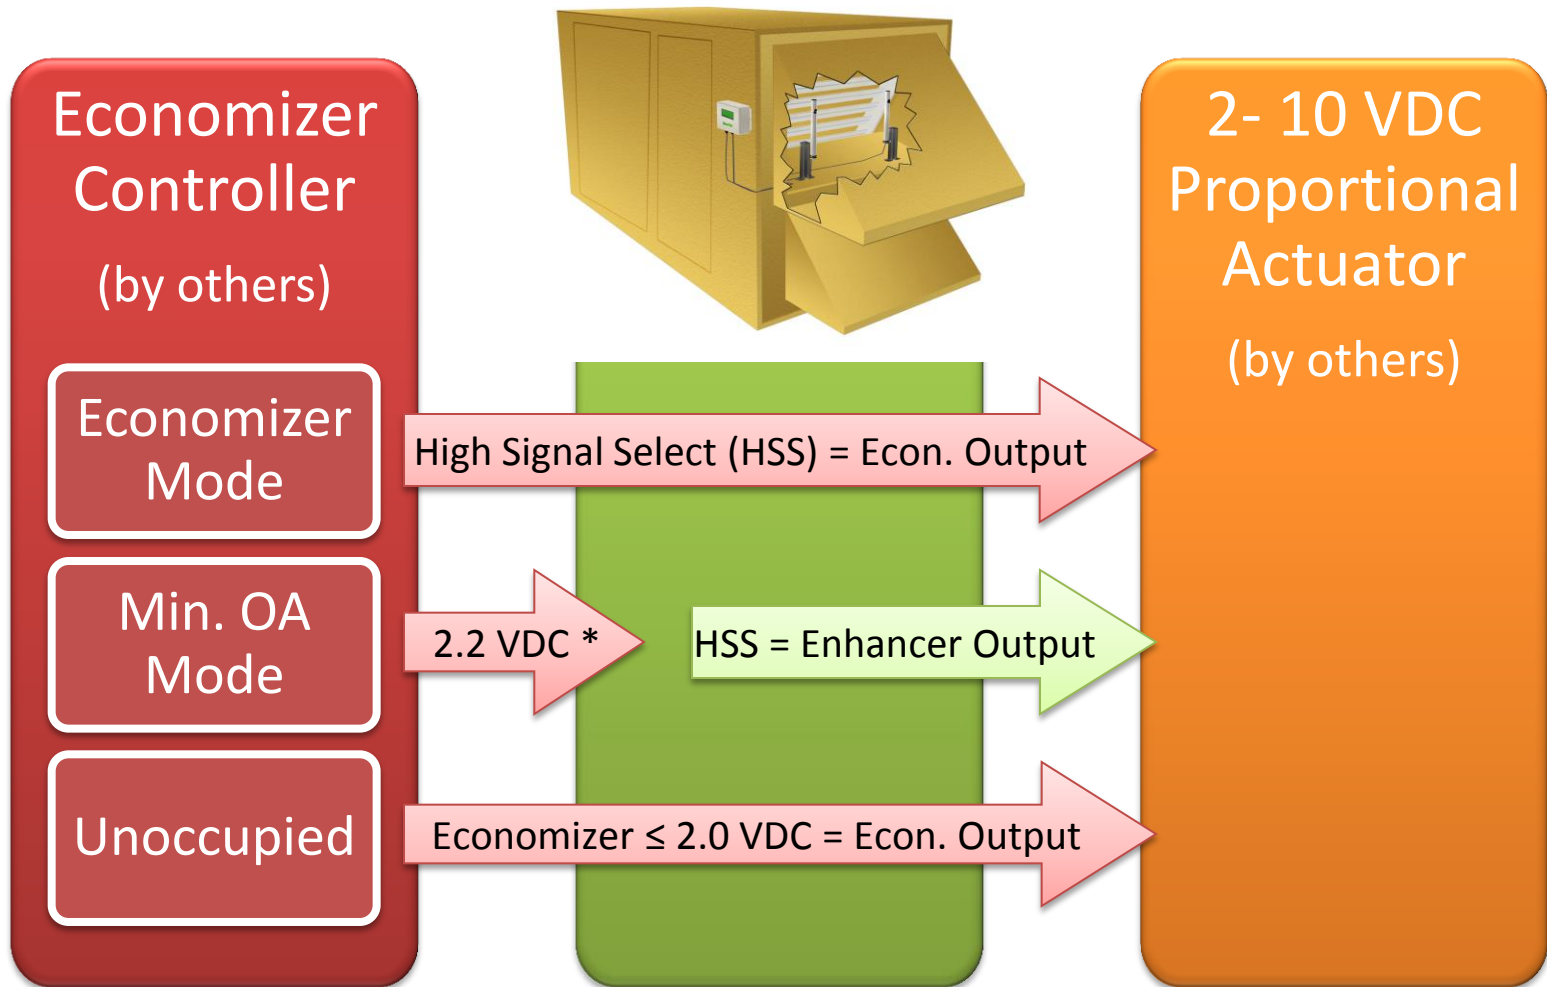 Economizer
Controller
(by others)
Economizer
Mode
Min. OA
Mode
Unoccupied
High Signal Select (HSS) = Econ. Output
2.2 VDC *
HSS = Enhancer Output
Economizer ≤ 2.0 VDC = Econ. Output
2- 10 VDC
Proportional
Actuator
(by others)